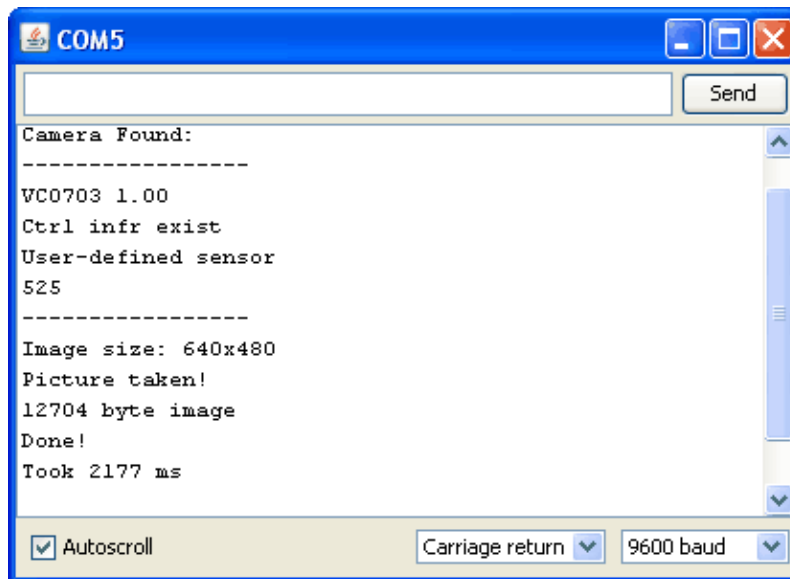 COM5
Send
Camera Found:
-----------------
VC0703 1.00
Ctrl infr exist
User-defined sensor
525
-----------------
Image size: 640x480
Picture taken!
12704 byte image
Done!
Took 2177 ms
Autoscroll
Carriage return
9600 baud